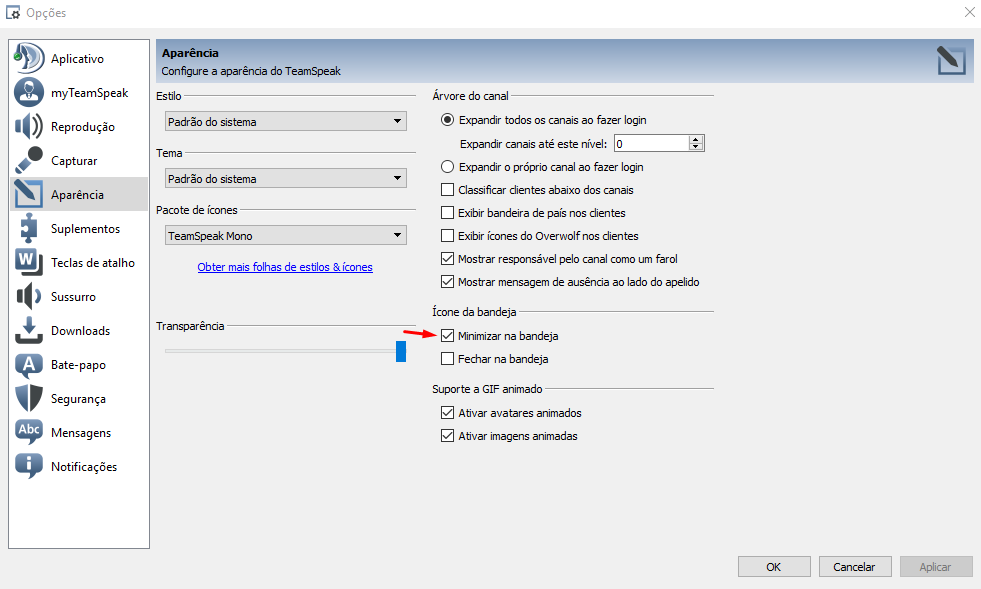 Opções
Aplicativo
myTeamSpeak
Reprodução
Capturar
Aparência
Suplementos
W
Teclas de atalho
Sussurro
Downloads
A
Bate-papo
Segurança
Abc
Mensagens
i
Notificações
Aparência
Configure a aparência do TeamSpeak
Estilo
Padrão do sistema
Tema
Padrão do sistema
Pacote de ícones
TeamSpeak Mono
Obter mais folhas de estilos & ícones
Transparência
Árvore do canal
Expandir todos os canais ao fazer login
Expandir canais até este nível: 0
Expandir o próprio canal ao fazer login
Classificar clientes abaixo dos canais
Exibir bandeira de país nos clientes
Exibir ícones do Overwolf nos clientes
Mostrar responsável pelo canal como um farol
Mostrar mensagem de ausência ao lado do apelido
Ícone da bandeja
Minimizar na bandeja
Fechar na bandeja
Suporte a GIF animado
Ativar avatares animados
Ativar imagens animadas
OK
Cancelar
Aplicar